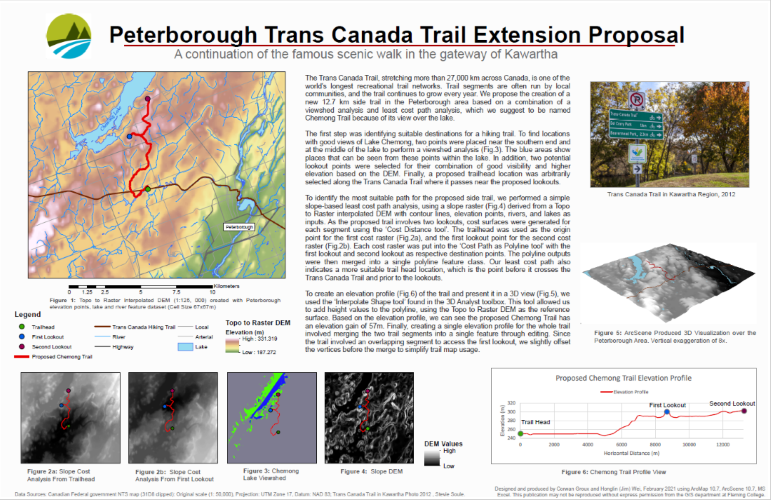 Peterborough Trans Canada Trail Extension Proposal
A continuation of the famous scenic walk in the gateway of Kawartha
Peterborough
0 1.25 2.5 5 7.5 10
Kilometers
Figure 1: Topo to Raster Interpolated DEM (1:125, 000) created with Peterborough
elevation points, lake and river feature dataset (Cell Size 67x67m)
Legend
Trailhead
First Lookout
Second Lookout
Proposed Chemong Trail
Trans Canada Hiking Trail
River
Highway
Local
Arterial
Lake
Topo to Raster DEM
Elevation (m)
High : 331.319
Low : 187.272
The Trans Canada Trail, stretching more than 27,000 km across Canada, is one of the
world's longest recreational trail networks. Trail segments are often run by local
communities, and the trail continues to grow every year. We propose the creation of a
new 12.7 km side trail in the Peterborough area based on a combination of a
viewshed analysis and least cost path analysis, which we suggest to be named
Chemong Trail because of its view over the lake.
The first step was identifying suitable destinations for a hiking trail. To find locations
with good views of Lake Chemong, two points were placed near the southern end and
at the middle of the lake to perform a viewshed analysis (Fig.3). The blue areas show
places that can be seen from these points within the lake. In addition, two potential
lookout points were selected for their combination of good visibility and higher
elevation based on the DEM. Finally, a proposed trailhead location was arbitrarily
selected along the Trans Canada Trail where it passes near the proposed lookouts.
To identify the most suitable path for the proposed side trail, we performed a simple
slope-based least cost path analysis, using a slope raster (Fig.4) derived from a Topo
to Raster interpolated DEM with contour lines, elevation points, rivers, and lakes as
inputs. As the proposed trail involves two lookouts, cost surfaces were generated for
each segment using the 'Cost Distance tool'. The trailhead was used as the origin
point for the first cost raster (Fig.2a), and the first lookout point for the second cost
raster (Fig.2b). Each cost raster was put into the 'Cost Path as Polyline tool' with the
first lookout and second lookout as respective destination points. The polyline outputs
were then merged into a single polyline feature class. Our least cost path also
indicates a more suitable trail head location, which is the point before it crosses the
Trans Canada Trail and prior to the lookouts.
To create an elevation profile (Fig.6) of the trail and present it in a 3D view (Fig.5), we
used the 'Interpolate Shape tool' found in the 3D Analyst toolbox. This tool allowed us
to add height values to the polyline, using the Topo to Raster DEM as the reference
surface. Based on the elevation profile, we can see the proposed Chemong Trail has
an elevation gain of 57m. Finally, creating a single elevation profile for the whole trail
involved merging the two trail segments into a single feature through editing. Since
the trail involved an overlapping segment to access the first lookout, we slightly offset
the vertices before the merge to simplify trail map usage.
Trans Canada Trail in Kawartha Region, 2012
Figure 5: ArcScene Produced 3D Visualization over the
Peterborough Area. Vertical exaggeration of 8x.
Figure 2a: Slope Cost
Analysis From Trailhead
Figure 2b: Slope Cost
Analysis From First Lookout
Figure 3: Chemong
Lake Viewshed
Figure 4: Slope DEM
DEM Values
High
Low
Proposed Chemong Trail Elevation Profile
Elevation Profile
Elevation (m)
320
300
280
260
240
Trail Head
First Lookout
Second Lookout
0 2000 4000 6000 8000 10000 12000
Horizontal Distance (m)
Figure 6: Chemong Trail Profile View
Data Sources: Canadian Federal government NTS map (31D8 clipped). Original scale (1: 50,000). Projection: UTM Zone 17. Datum: NAD 83; Trans Canada Trail in Kawartha Photo 2012
Designed and produced by Cowan Grous and Honglin (Jim) Wei, February 2021 using ArcMap 10.7, ArcScene 10.7, MS
Excel. This publication may not be reproduced without express permission from GIS department at Fleming College